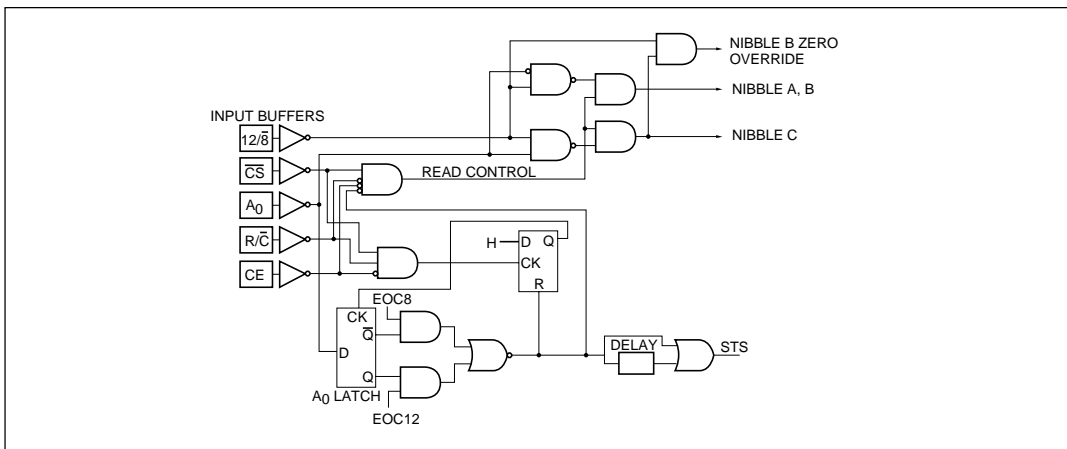 NIBBLE B ZERO
OVERRIDE
NIBBLE A, B
INPUT BUFFERS
12/8̅
NIBBLE C
C̅S̅
READ CONTROL
A0
R/C̅
H
D
Q
CK
CE
R
EOC8
CK
Q̅
D
DELAY
STS
Q
A0 LATCH
EOC12